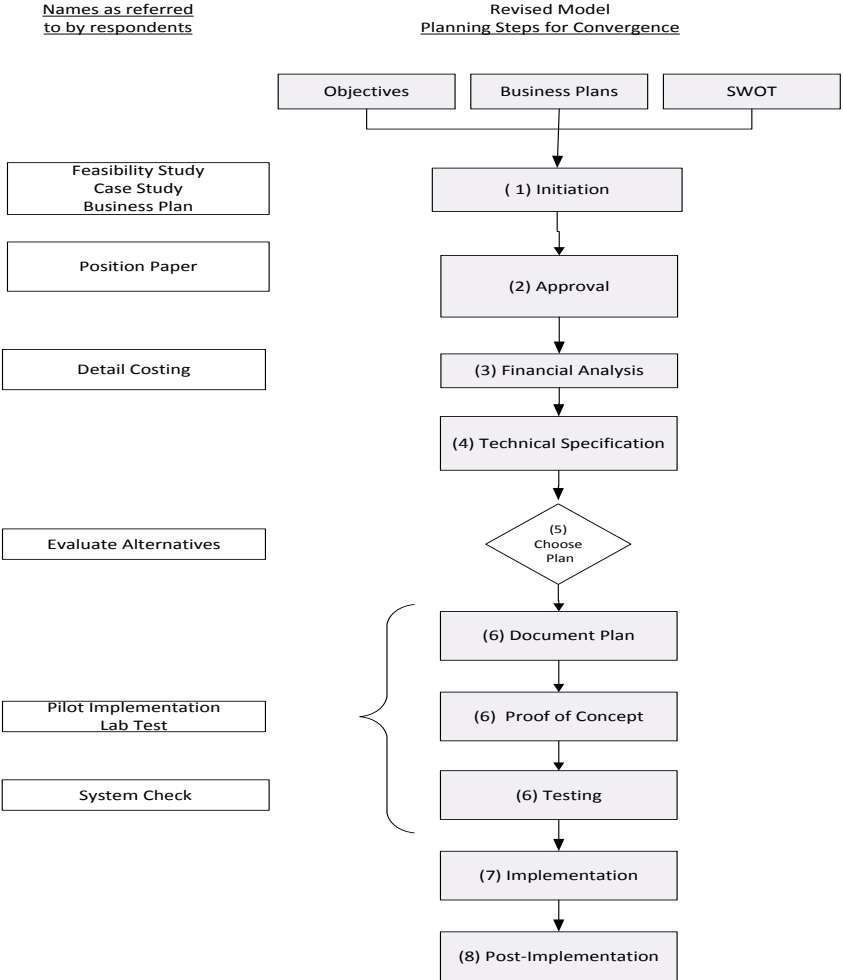 Names as referred
to by respondents
Revised Model
Planning Steps for Convergence
Objectives
Business Plans
SWOT
Feasibility Study
Case Study
Business Plan
( 1) Initiation
Position Paper
(2) Approval
Detail Costing
(3) Financial Analysis
(4) Technical Specification
Evaluate Alternatives
(5)
Choose
Plan
(6) Document Plan
Pilot Implementation
Lab Test
(6)  Proof of Concept
System Check
(6) Testing
(7) Implementation
(8) Post-Implementation